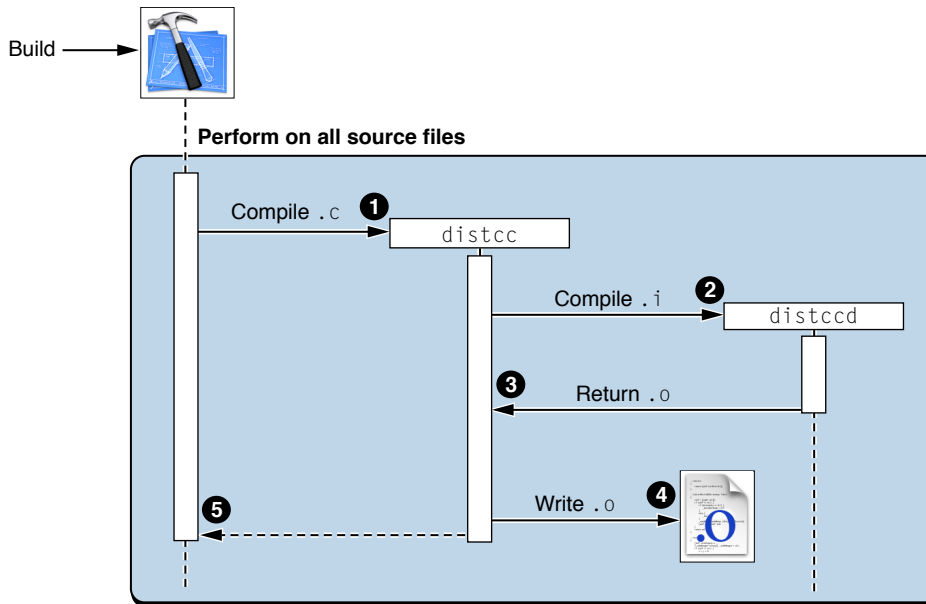 Build
Perform on all source files
Compile .c
1
distcc
Compile .i
2
distccd
3
Return .o
Write .o
4
.O
5